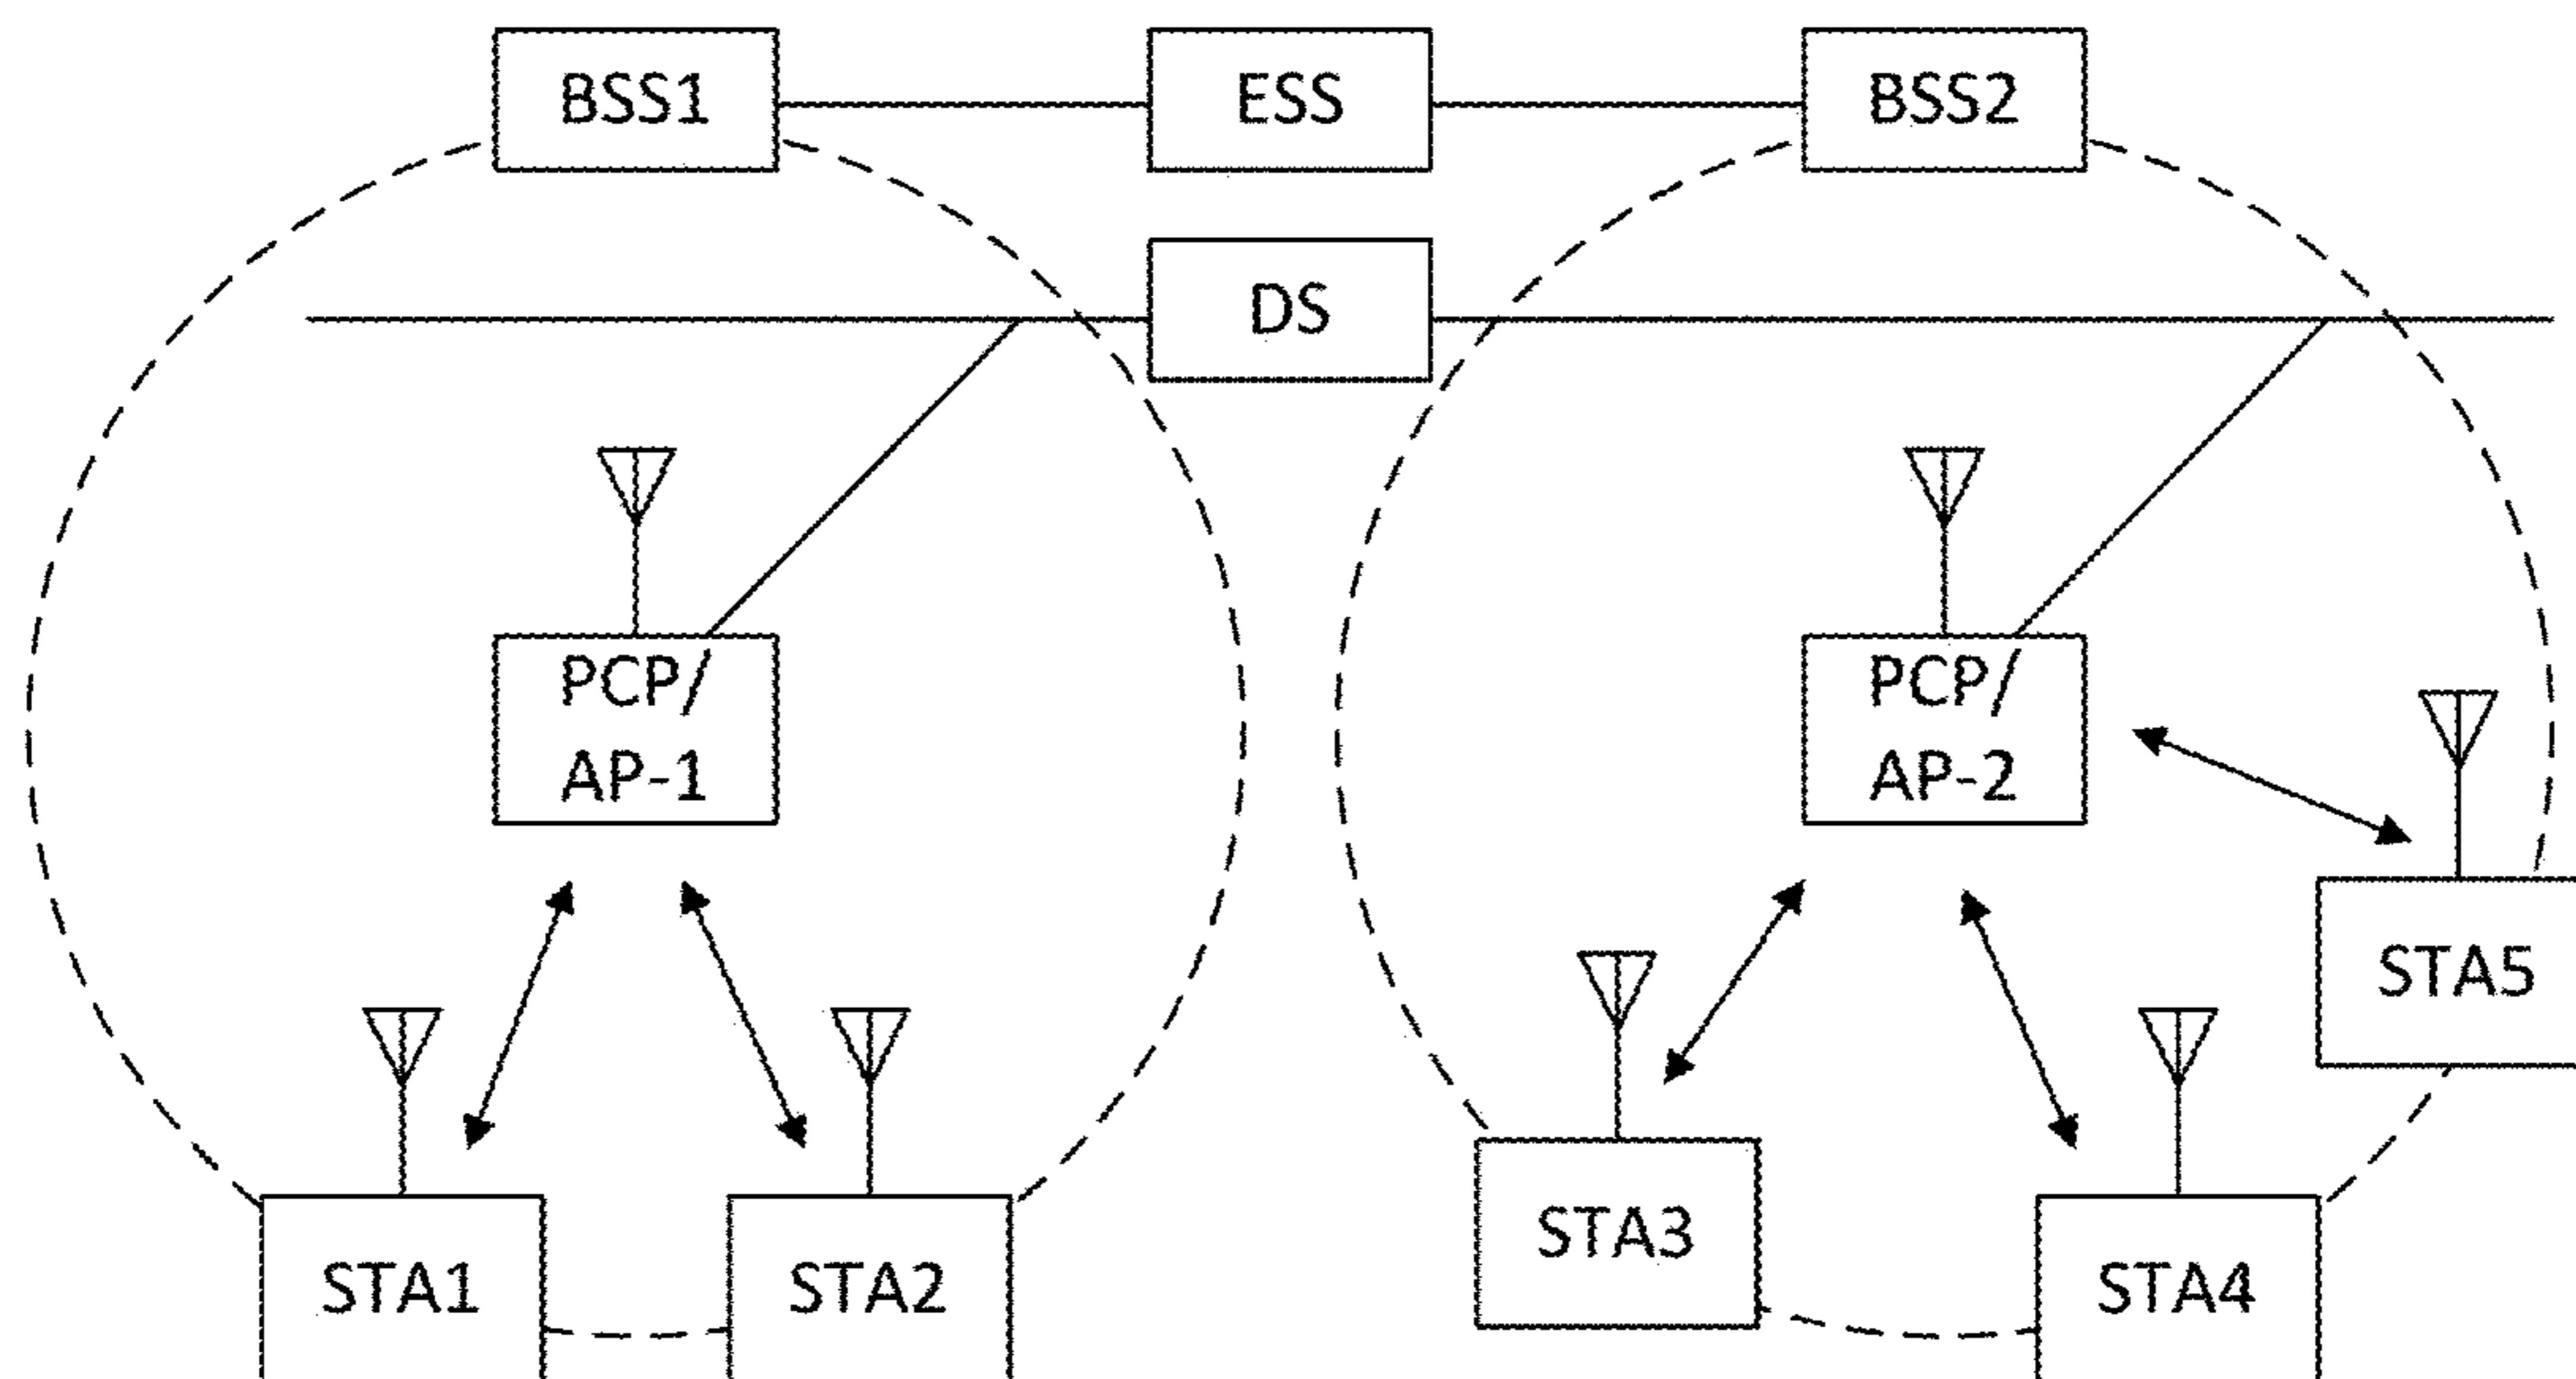 BSS1
ESS
BSS2
DS
PCP/
AP-1
PCP/
AP-2
STA5
STA3
STA1
STA2
STA4